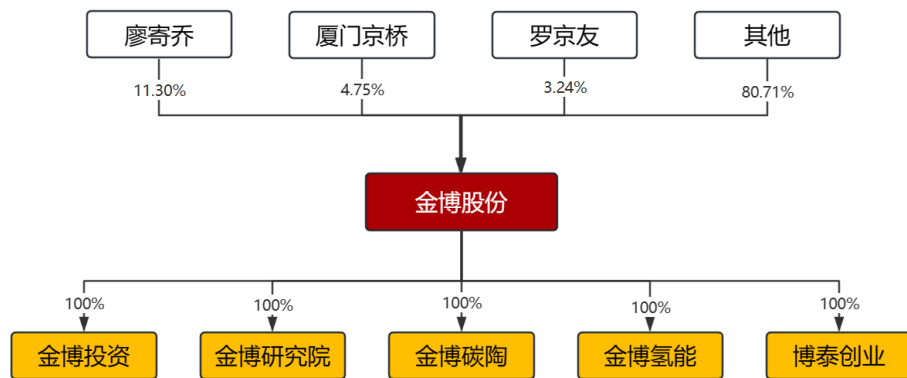 廖寄乔
厦门京桥
罗京友
其他
11.30%
4.75%
3.24%
80.71%
金博股份
100%
100%
100%
100%
100%
金博投资
金博研究院
金博碳陶
金博氢能
博泰创业